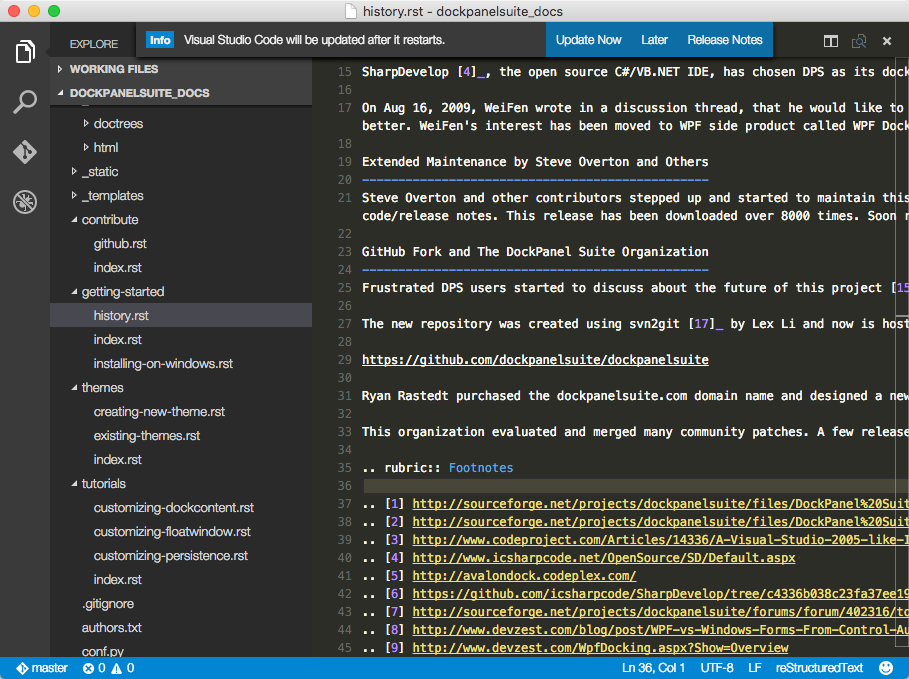 history.rst - dockpanelsuite_docs
EXPLORE
Info Visual Studio Code will be updated after it restarts.
Update Now Later Release Notes
WORKING FILES
DOCKPANELSUITE_DOCS
doctrees
html
_static
_templates
contribute
github.rst
index.rst
getting-started
history.rst
index.rst
installing-on-windows.rst
themes
creating-new-theme.rst
existing-themes.rst
index.rst
tutorials
customizing-dockcontent.rst
customizing-floatwindow.rst
customizing-persistence.rst
index.rst
.gitignore
authors.txt
conf.py
15 SharpDevelop [4]_, the open source C#/VB.NET IDE, has chosen DPS as its dock
16
17 On Aug 16, 2009, WeiFen wrote in a discussion thread, that he would like to
better. WeiFen's interest has been moved to WPF side product called WPF Dock
18
19 Extended Maintenance by Steve Overton and Others
20 ------------------------------------------------
21 Steve Overton and other contributors stepped up and started to maintain this
code/release notes. This release has been downloaded over 8000 times. Soon
22
23 GitHub Fork and The DockPanel Suite Organization
24 ------------------------------------------------
25 Frustrated DPS users started to discuss about the future of this project [15
26
27 The new repository was created using svn2git [17]_ by Lex Li and now is host
28
29 https://github.com/dockpanelsuite/dockpanelsuite
30
31 Ryan Rastedt purchased the dockpanelsuite.com domain name and designed a new
32
33 This organization evaluated and merged many community patches. A few release
34
35 .. rubric:: Footnotes
36
37 .. [1] http://sourceforge.net/projects/dockpanelsuite/files/DockPanel%20Suit
38 .. [2] http://sourceforge.net/projects/dockpanelsuite/files/DockPanel%20Suit
39 .. [3] http://www.codeproject.com/Articles/14336/A-Visual-Studio-2005-like-I
40 .. [4] http://www.icsharpcode.net/OpenSource/SD/Default.aspx
41 .. [5] http://avalondock.codeplex.com/
42 .. [6] https://github.com/icsharpcode/SharpDevelop/tree/c4336b038c23fa37ee19
43 .. [7] http://sourceforge.net/projects/dockpanelsuite/forums/forum/402316/to
44 .. [8] http://www.devzest.com/blog/post/WPF-vs-Windows-Forms-From-Control-Au
45 .. [9] http://www.devzest.com/WpfDocking.aspx?Show=Overview
master 0 0
Ln 36, Col 1 UTF-8 LF reStructuredText